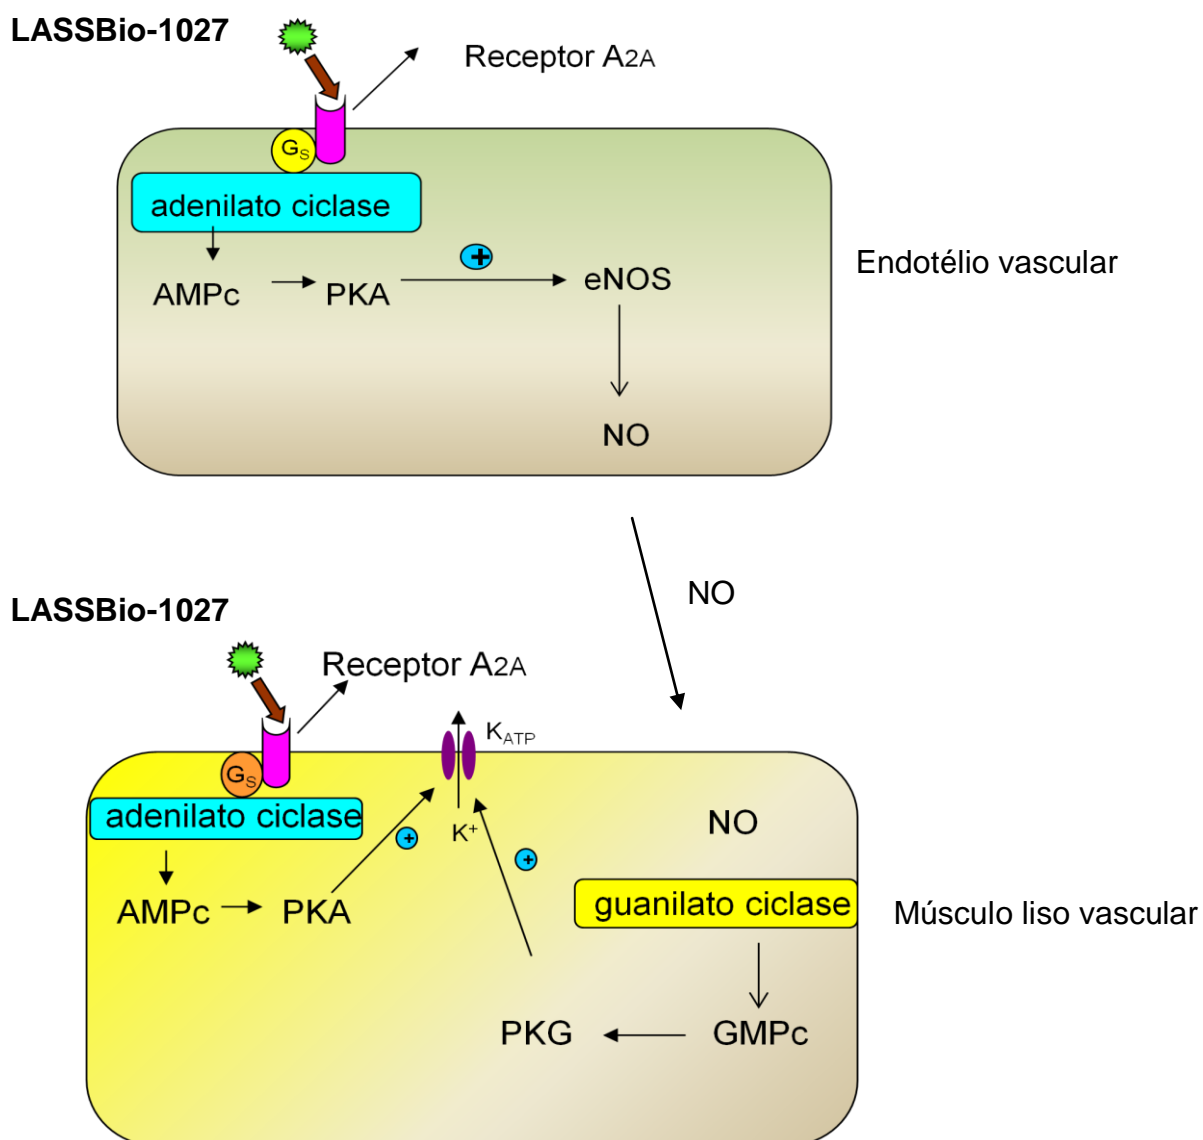 LASSBio-1027
Receptor A2A
Gs
adenilato ciclase
AMPc
PKA
+
eNOS
NO
Endotélio vascular
NO
LASSBio-1027
Receptor A2A
KATP
Gs
adenilato ciclase
K+
+
+
NO
AMPc
PKA
guanilato ciclase
Músculo liso vascular
PKG
GMPc